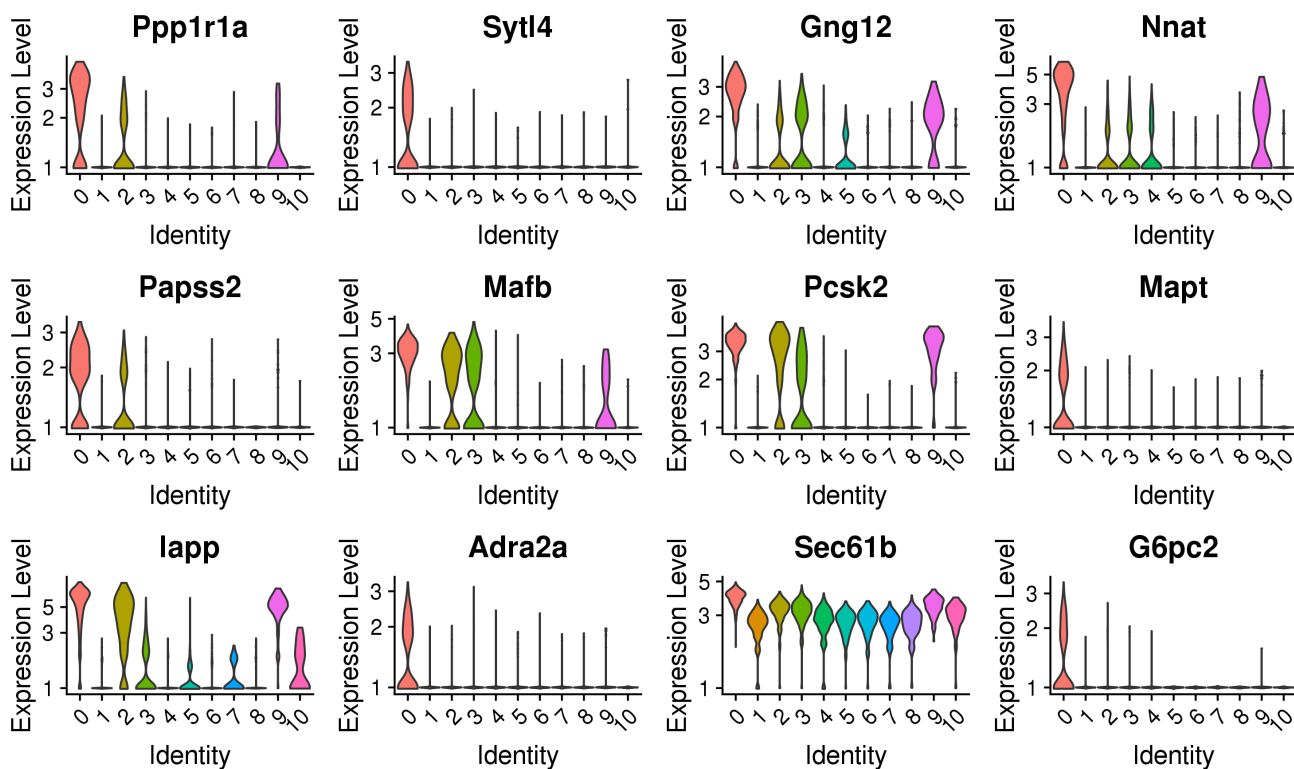 Ppp1r1a
Sytl4
Gng12
Nnat
Expression Level
3
2
1
0 1 2 3 4 5 6 7 8 9 10
Identity
Expression Level
3
2
1
0 1 2 3 4 5 6 7 8 9 10
Identity
Expression Level
3
2
1
0 1 2 3 4 5 6 7 8 9 10
Identity
Expression Level
5
3
1
0 1 2 3 4 5 6 7 8 9 10
Identity
Papss2
Mafb
Pcsk2
Mapt
Expression Level
3
2
1
0 1 2 3 4 5 6 7 8 9 10
Identity
Expression Level
5
3
1
0 1 2 3 4 5 6 7 8 9 10
Identity
Expression Level
3
2
1
0 1 2 3 4 5 6 7 8 9 10
Identity
Expression Level
3
2
1
0 1 2 3 4 5 6 7 8 9 10
Identity
Iapp
Adra2a
Sec61b
G6pc2
Expression Level
5
3
1
0 1 2 3 4 5 6 7 8 9 10
Identity
Expression Level
3
2
1
0 1 2 3 4 5 6 7 8 9 10
Identity
Expression Level
5
3
1
0 1 2 3 4 5 6 7 8 9 10
Identity
Expression Level
3
2
1
0 1 2 3 4 5 6 7 8 9 10
Identity